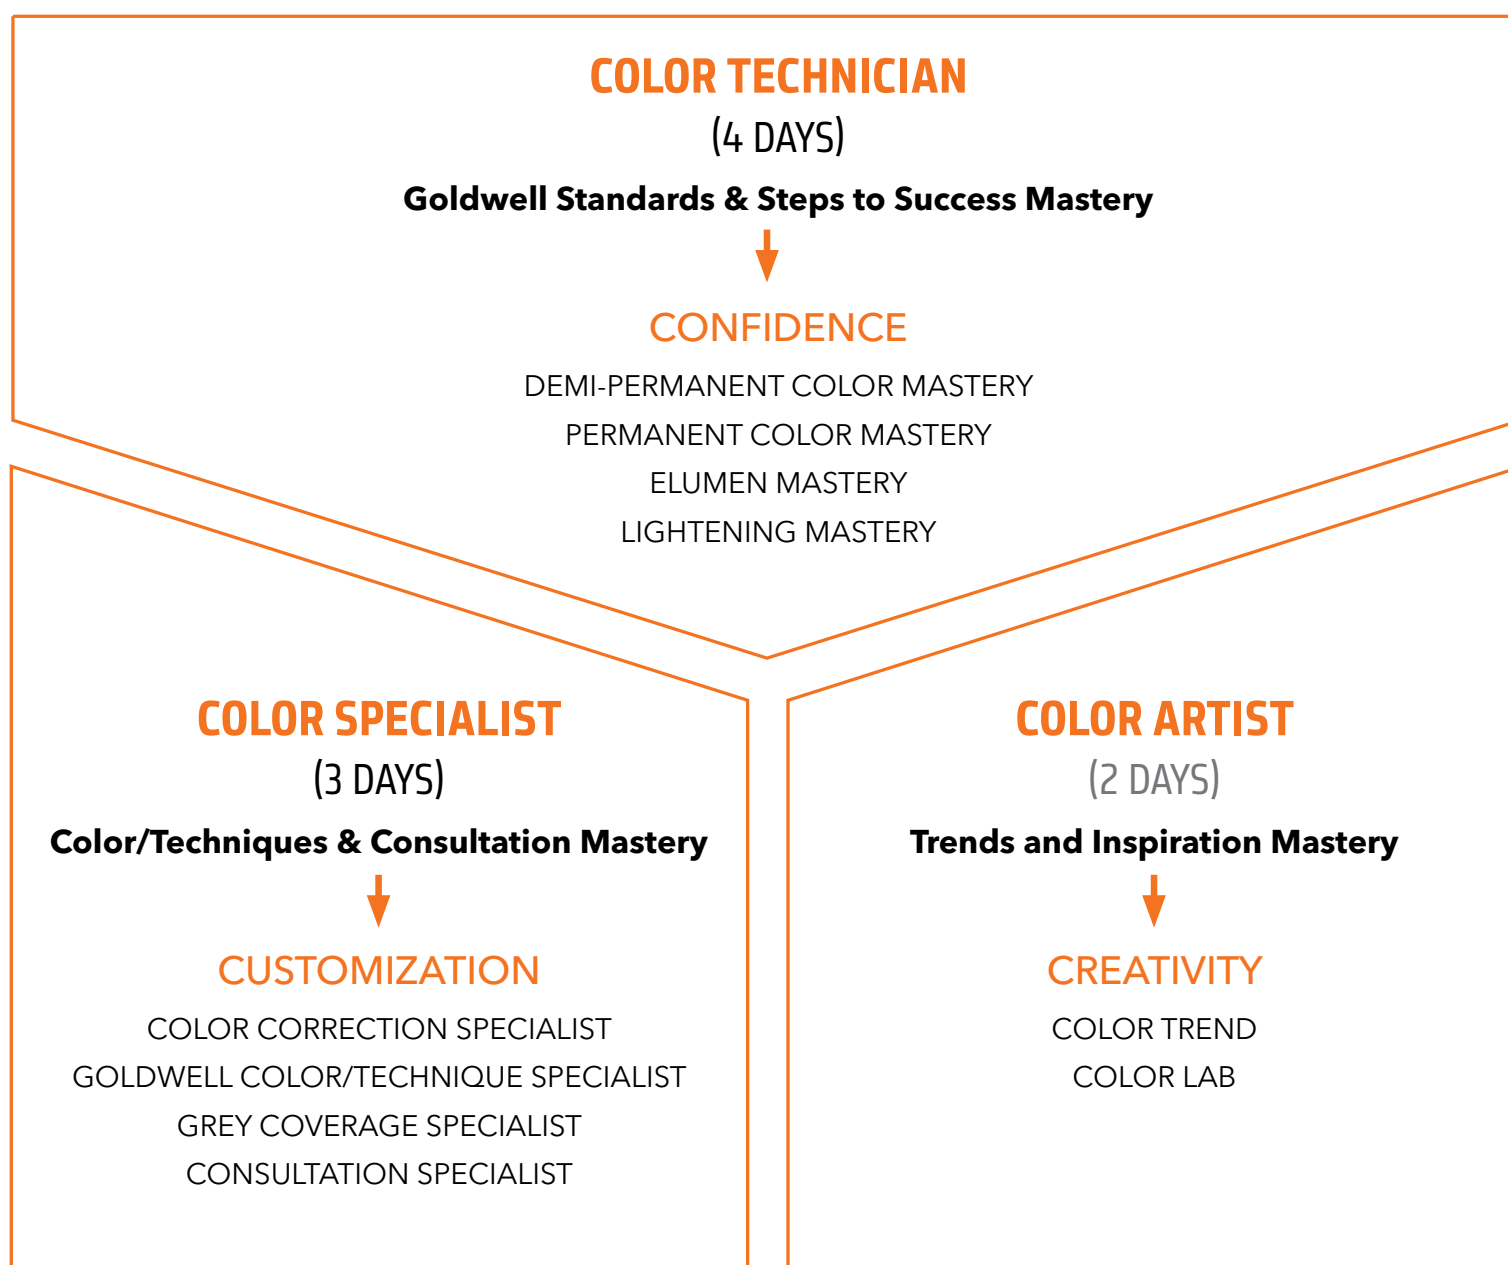 COLOR TECHNICIAN
(4 DAYS)
Goldwell Standards & Steps to Success Mastery
CONFIDENCE
DEMI-PERMANENT COLOR MASTERY
PERMANENT COLOR MASTERY
ELUMEN MASTERY
LIGHTENING MASTERY
COLOR SPECIALIST
(3 DAYS)
Color/Techniques & Consultation Mastery
CUSTOMIZATION
COLOR CORRECTION SPECIALIST
GOLDWELL COLOR/TECHNIQUE SPECIALIST
GREY COVERAGE SPECIALIST
CONSULTATION SPECIALIST
COLOR ARTIST
(2 DAYS)
Trends and Inspiration Mastery
CREATIVITY
COLOR TREND
COLOR LAB